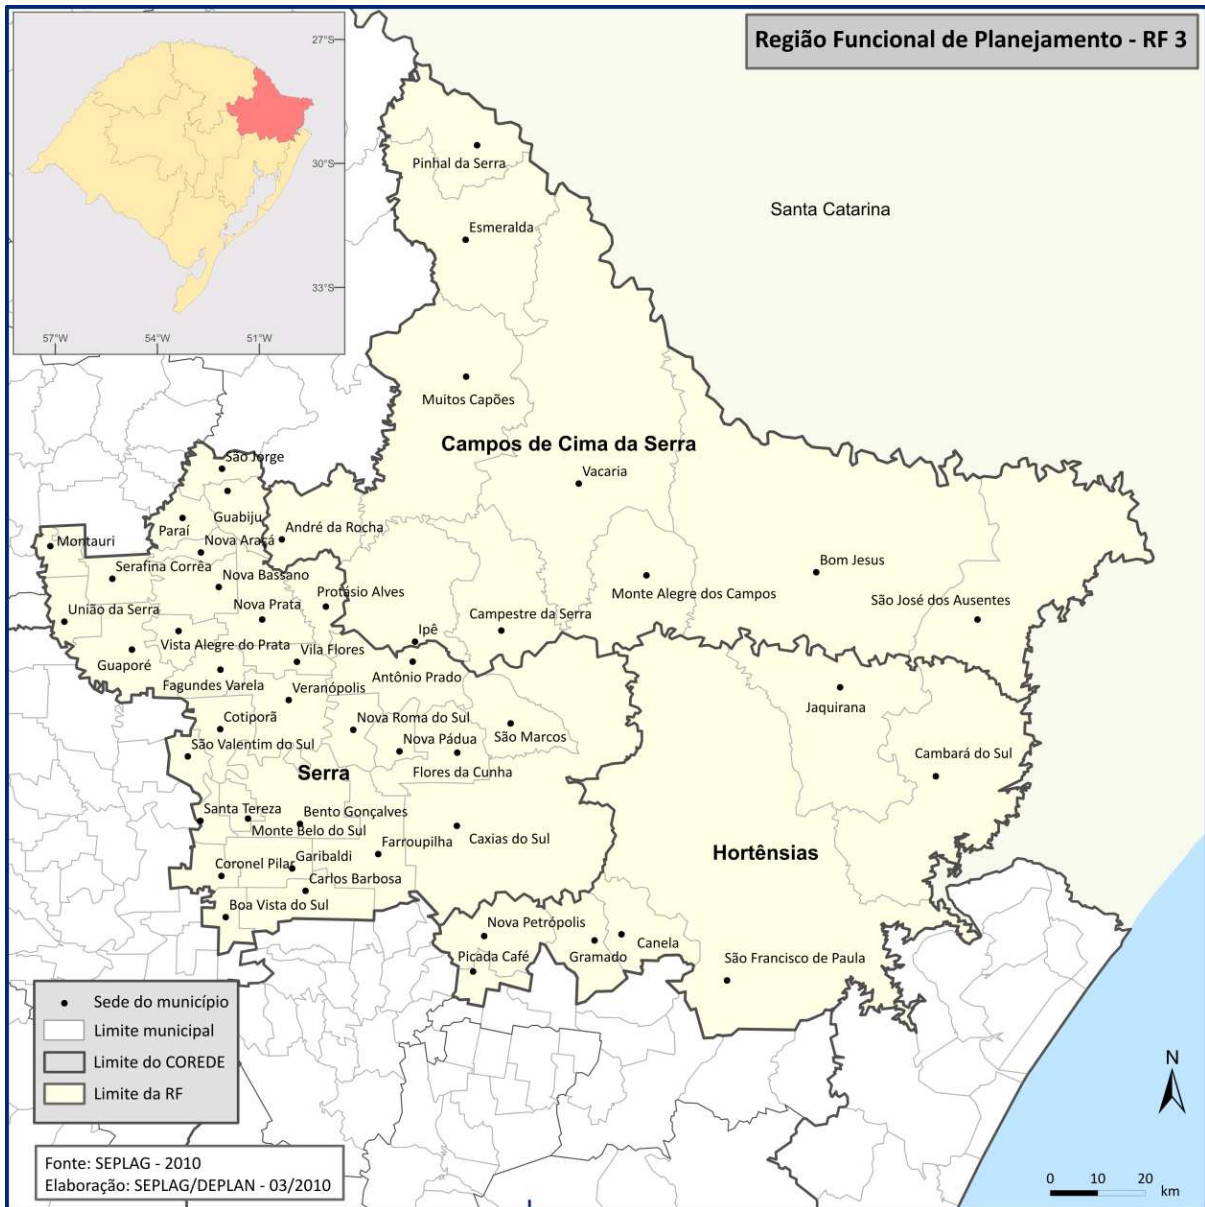 Região Funcional de Planejamento - RF 3
27°S
30°S
33°S
57°W
54°W
51°W
Santa Catarina
Pinhal da Serra
Esmeralda
Muitos Capões
Campos de Cima da Serra
Vacaria
São Jorge
Guabiju
Paraí
André da Rocha
Montauri
Nova Araçá
Serafina Corrêa
Nova Bassano
Bom Jesus
Protásio Alves
Monte Alegre dos Campos
União da Serra
Nova Prata
São José dos Ausentes
Campestre da Serra
Ipê
Vista Alegre do Prata
Vila Flores
Guaporé
Antônio Prado
Fagundes Varela
Veranópolis
Jaquirana
Cotiporã
Nova Roma do Sul
São Marcos
São Valentim do Sul
Nova Pádua
Cambará do Sul
Serra
Flores da Cunha
Santa Tereza
Bento Gonçalves
Monte Belo do Sul
Caxias do Sul
Farroupilha
Hortênsias
Garibaldi
Coronel Pilar
Carlos Barbosa
Boa Vista do Sul
Nova Petrópolis
Canela
Picada Café
Gramado
São Francisco de Paula
Sede do município
Limite municipal
Limite do COREDE
Limite da RF
N
Fonte: SEPLAG - 2010
Elaboração: SEPLAG/DEPLAN - 03/2010
0 10 20
km